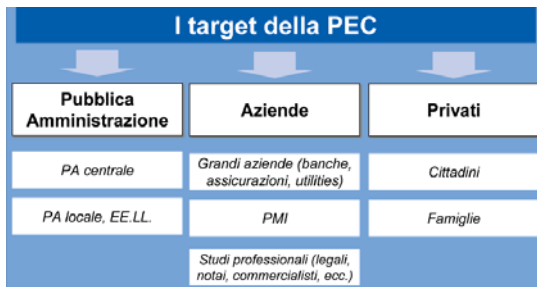 I target della PEC
Pubblica
Amministrazione
Aziende
Privati
PA centrale
Grandi aziende (banche,
assicurazioni, utilities)
Cittadini
PA locale, EE.LL.
PMI
Famiglie
Studi professionali (legali,
notai, commercialisti, ecc.)